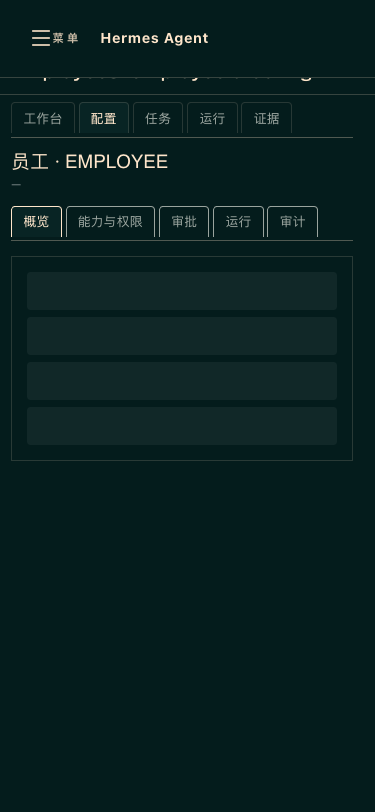 菜单 Hermes Agent
工作台 配置 任务 运行 证据
员工 · EMPLOYEE
—
概览 能力与权限 审批 运行 审计